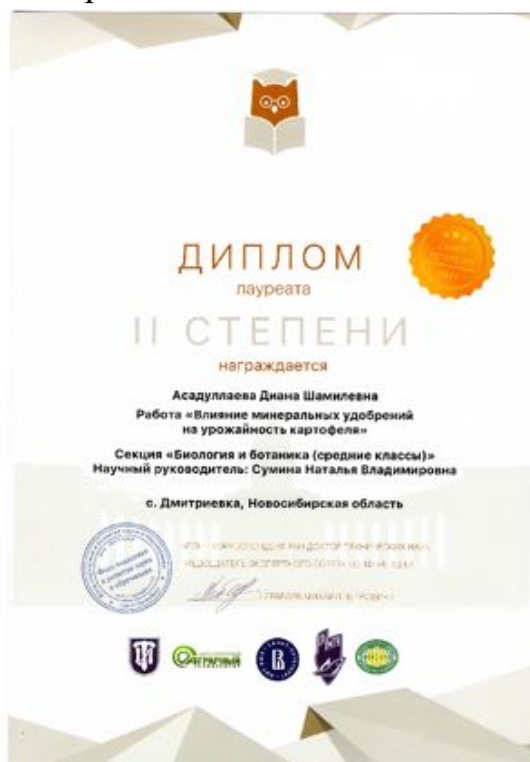 ДИПЛОМ
лауреата
II СТЕПЕНИ
награждается
Асадуллаева Диана Шамилевна
Работа «Влияние минеральных удобрений
на урожайность картофеля»
Секция «Биология и ботаника (средние классы)»
Научный руководитель: Сумина Наталья Владимировна
с. Дмитриевка, Новосибирская область